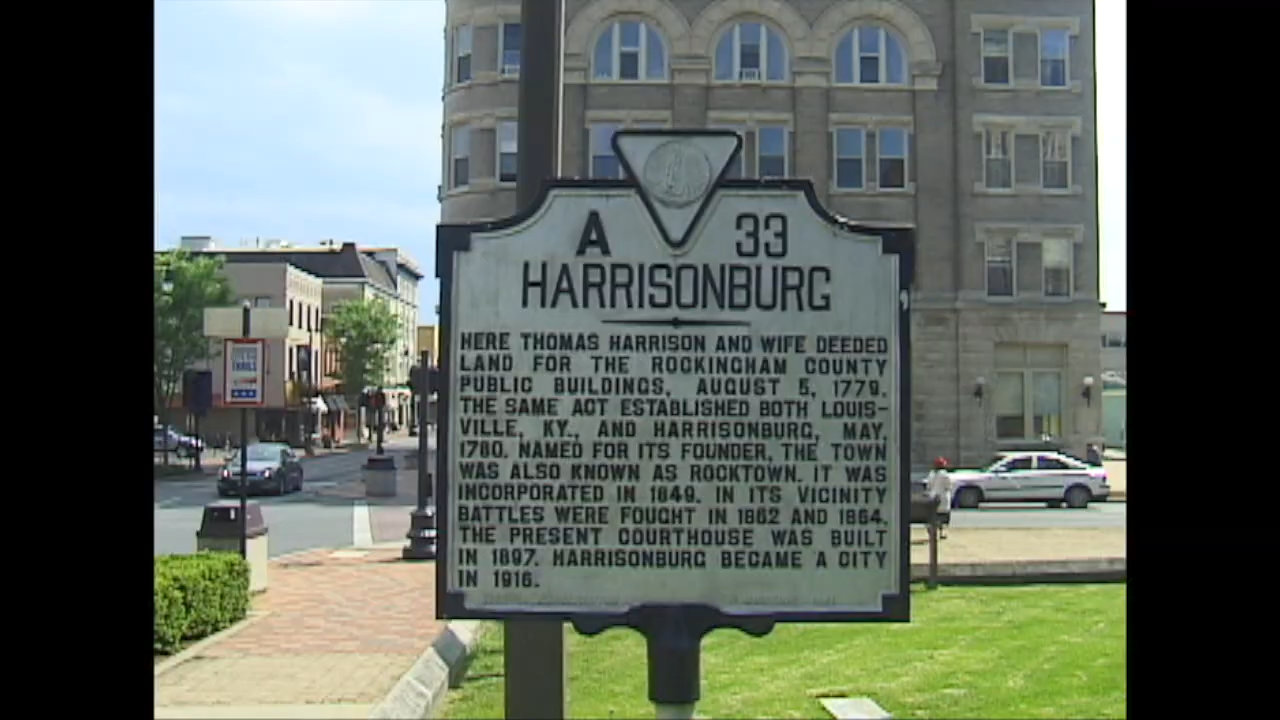 A 33
HARRISONBURG
HERE THOMAS HARRISON AND WIFE DEEDED
LAND FOR THE ROCKINGHAM COUNTY
PUBLIC BUILDINGS, AUGUST 5, 1779.
THE SAME ACT ESTABLISHED BOTH LOUIS-
VILLE, KY., AND HARRISONBURG, MAY,
1780. NAMED FOR ITS FOUNDER, THE TOWN
WAS ALSO KNOWN AS ROCKTOWN. IT WAS
INCORPORATED IN 1849. IN ITS VICINITY
BATTLES WERE FOUGHT IN 1862 AND 1864.
THE PRESENT COURTHOUSE WAS BUILT
IN 1897. HARRISONBURG BECAME A CITY
IN 1916.
TRAILS